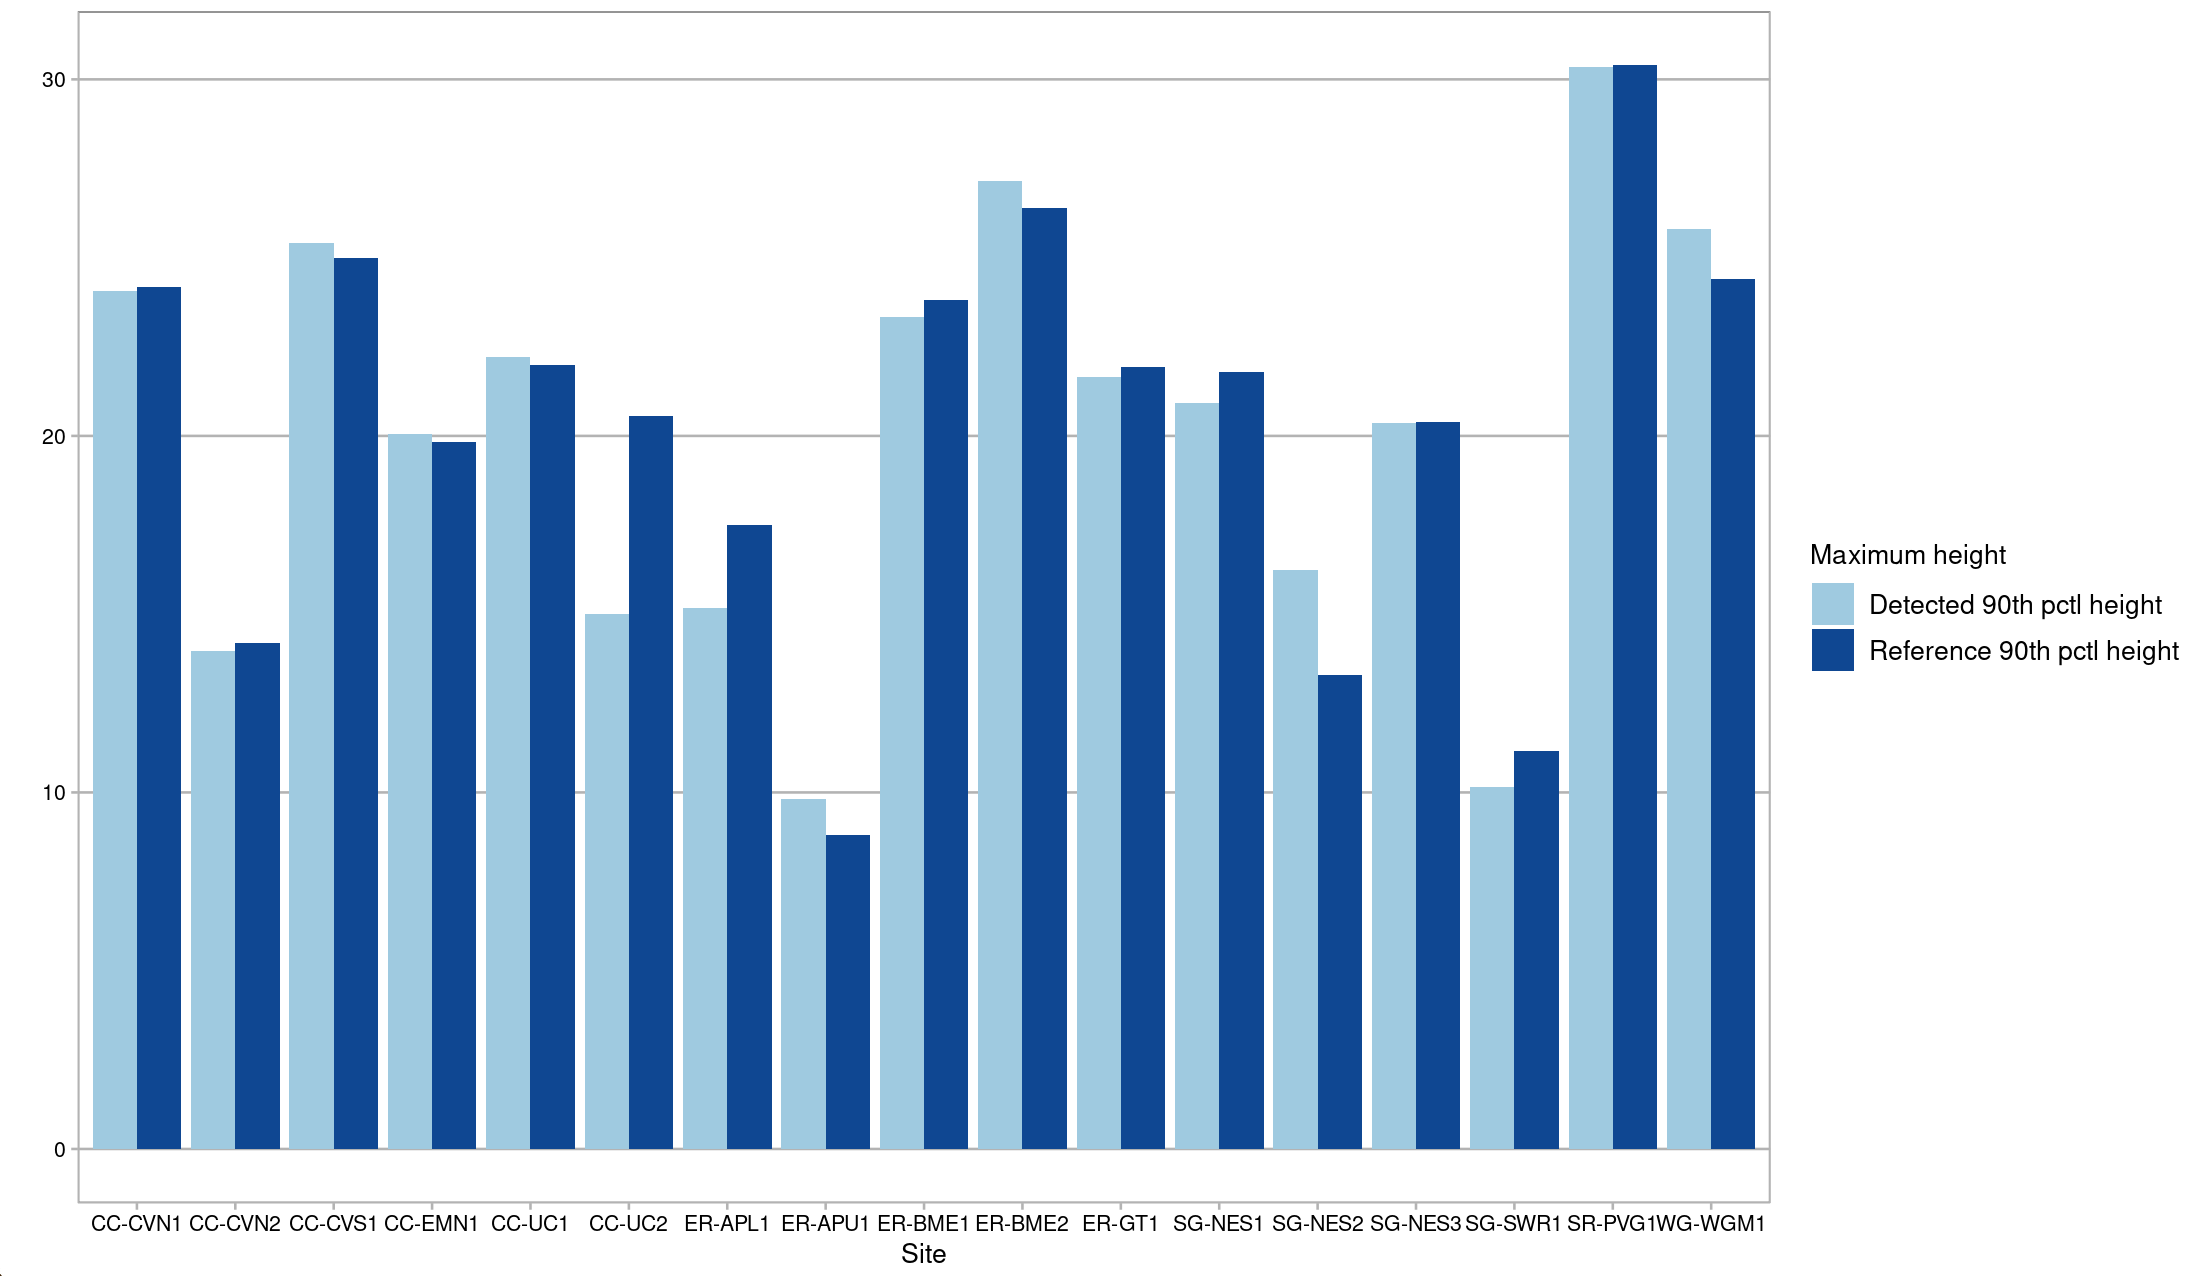 30
20
10
0
CC-CVN1 CC-CVN2 CC-CVS1 CC-EMN1 CC-UC1 CC-UC2 ER-APL1 ER-APU1 ER-BME1 ER-BME2 ER-GT1 SG-NES1 SG-NES2 SG-NES3 SG-SWR1 SR-PVG1 WG-WGM1
Site
Maximum height
Detected 90th pctl height
Reference 90th pctl height